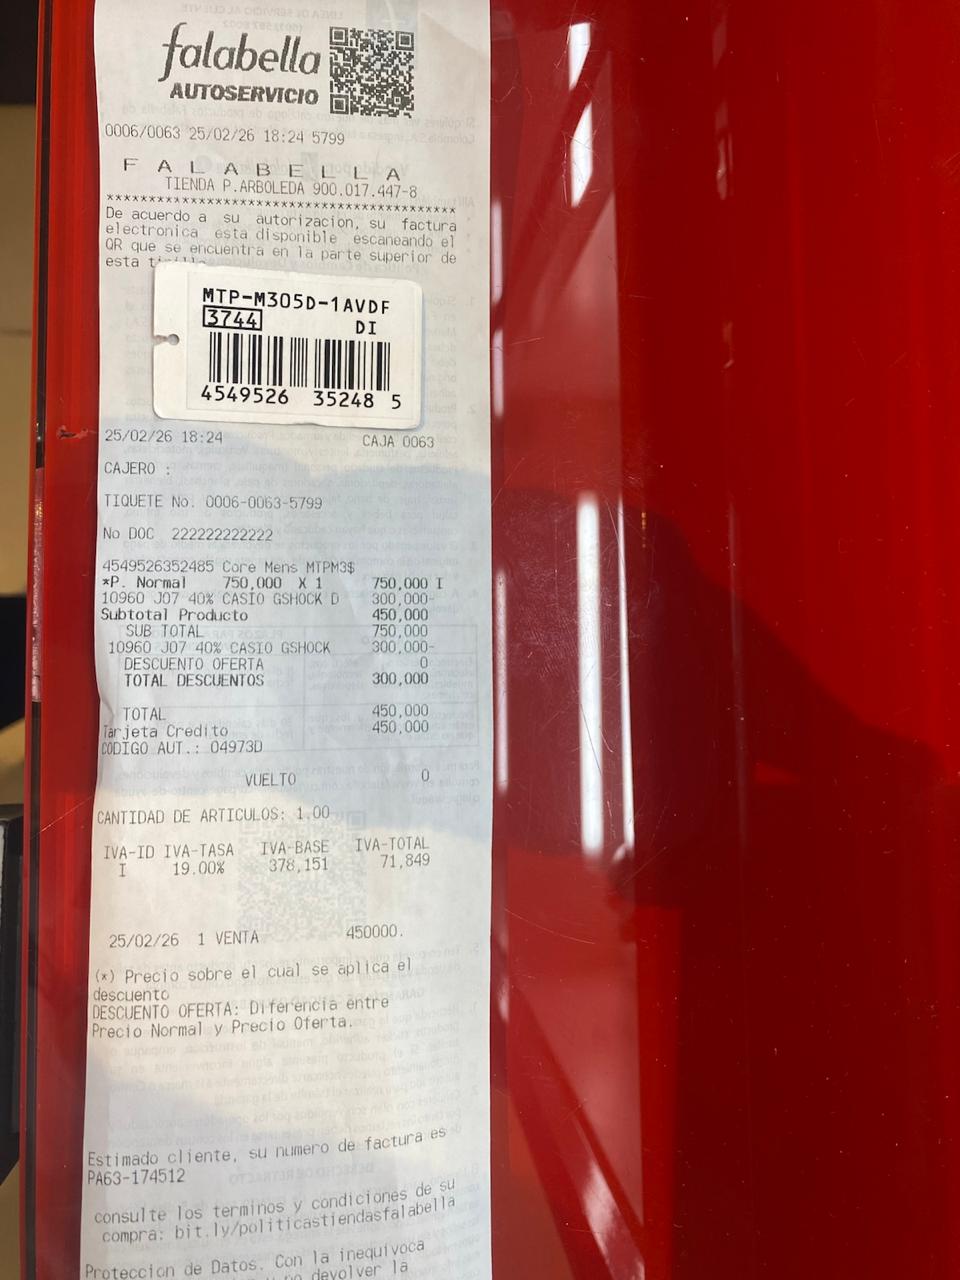 falabella
AUTOSERVICIO
0006/0063 25/02/26 18:24 5799
F A L A B E L L A
TIENDA P.ARBOLEDA 900.017.447-8
**************************************************
De acuerdo a su autorizacion, su factura
electronica esta disponible escaneando el
QR que se encuentra en la parte superior de
esta
MTP-M305D-1AVDF
3744 DI
4549526 35248 5
25/02/26 18:24 CAJA 0063
CAJERO :
TIQUETE No. 0006-0063-5799
No DOC 222222222222
4549526352485 Core Mens MTPM3$
*P. Normal 750,000 X 1 750,000 I
10960 J07 40% CASIO GSHOCK D 300,000-
Subtotal Producto 450,000
SUB TOTAL 750,000
10960 J07 40% CASIO GSHOCK 300,000-
DESCUENTO OFERTA 0
TOTAL DESCUENTOS 300,000
TOTAL 450,000
Tarjeta Credito 450,000
CODIGO AUT.: 04973D
VUELTO 0
CANTIDAD DE ARTICULOS: 1.00
IVA-ID IVA-TASA IVA-BASE IVA-TOTAL
I 19.00% 378,151 71,849
25/02/26 1 VENTA 450000.
(*) Precio sobre el cual se aplica el
descuento
DESCUENTO OFERTA: Diferencia entre
Precio Normal y Precio Oferta.
Estimado cliente, su numero de factura es
PA63-174512
consulte los terminos y condiciones de su
compra: bit.ly/politicastiendasfalabella
Proteccion de Datos. Con la inequivoca
no devolver la